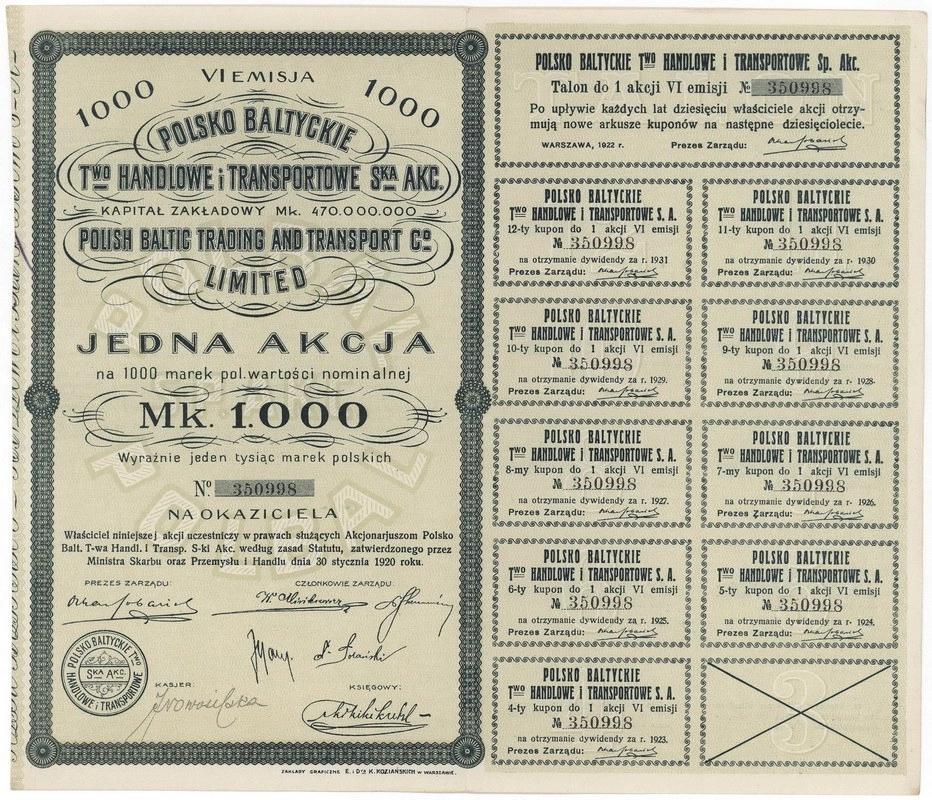 VI EMISJA
1000 1000
POLSKO BAŁTYCKIE
TWO HANDLOWE i TRANSPORTOWE SKA AKC.
KAPITAŁ ZAKŁADOWY Mk. 470.000.000
POLISH BALTIC TRADING AND TRANSPORT CO
LIMITED
JEDNA AKCJA
na 1000 marek pol. wartości nominalnej
Mk. 1.000
Wyraźnie jeden tysiąc marek polskich
No. 350998
NA OKAZICIELA
Właściciel niniejszej akcji uczestniczy w prawach służących Akcjonarjuszom Polsko
Bałt. T-wa Handl. i Transp. S-ki Akc. według zasad Statutu, zatwierdzonego przez
Ministra Skarbu oraz Przemysłu i Handlu dnia 30 stycznia 1920 roku.
PREZES ZARZĄDU: CZŁONKOWIE ZARZĄDU:
POLSKO BAŁTYCKIE TWO
SKA AKC.
HANDLOWE i TRANSPORTOWE
KASJER: KSIĘGOWY:
ZAKŁADY GRAFICZNE E. i Dra K. KOZIAŃSKICH w WARSZAWIE.
POLSKO BAŁTYCKIE TWO HANDLOWE i TRANSPORTOWE Sp. Akc.
Talon do 1 akcji VI emisji № 350998
Po upływie każdych lat dziesięciu właściciele akcji otrzy-
mują nowe arkusze kuponów na następne dziesięciolecie.
WARSZAWA, 1922 r. Prezes Zarządu:
POLSKO BAŁTYCKIE
TWO HANDLOWE I TRANSPORTOWE S. A.
12-ty kupon do 1 akcji VI emisji
№ 350998
na otrzymanie dywidendy za r. 1931
Prezes Zarządu:
POLSKO BAŁTYCKIE
TWO HANDLOWE I TRANSPORTOWE S. A.
11-ty kupon do 1 akcji VI emisji
№ 350998
na otrzymanie dywidendy za r. 1930
Prezes Zarządu:
POLSKO BAŁTYCKIE
TWO HANDLOWE I TRANSPORTOWE S. A.
10-ty kupon do 1 akcji VI emisji
№ 350998
na otrzymanie dywidendy za r. 1929.
Prezes Zarządu:
POLSKO BAŁTYCKIE
TWO HANDLOWE I TRANSPORTOWE S. A.
9-ty kupon do 1 akcji VI emisji
№ 350998
na otrzymanie dywidendy za r. 1928.
Prezes Zarządu:
POLSKO BAŁTYCKIE
TWO HANDLOWE I TRANSPORTOWE S. A.
8-my kupon do 1 akcji VI emisji
№ 350998
na otrzymanie dywidendy za r. 1927.
Prezes Zarządu:
POLSKO BAŁTYCKIE
TWO HANDLOWE I TRANSPORTOWE S. A.
7-my kupon do 1 akcji VI emisji
№ 350998
na otrzymanie dywidendy za r. 1926.
Prezes Zarządu:
POLSKO BAŁTYCKIE
TWO HANDLOWE I TRANSPORTOWE S. A.
6-ty kupon do 1 akcji VI emisji
№ 350998
na otrzymanie dywidendy za r. 1925.
Prezes Zarządu:
POLSKO BAŁTYCKIE
TWO HANDLOWE I TRANSPORTOWE S. A.
5-ty kupon do 1 akcji VI emisji
№ 350998
na otrzymanie dywidendy za r. 1924.
Prezes Zarządu:
POLSKO BAŁTYCKIE
TWO HANDLOWE I TRANSPORTOWE S. A.
4-ty kupon do 1 akcji VI emisji
№ 350998
na otrzymanie dywidendy za r. 1923.
Prezes Zarządu:
3